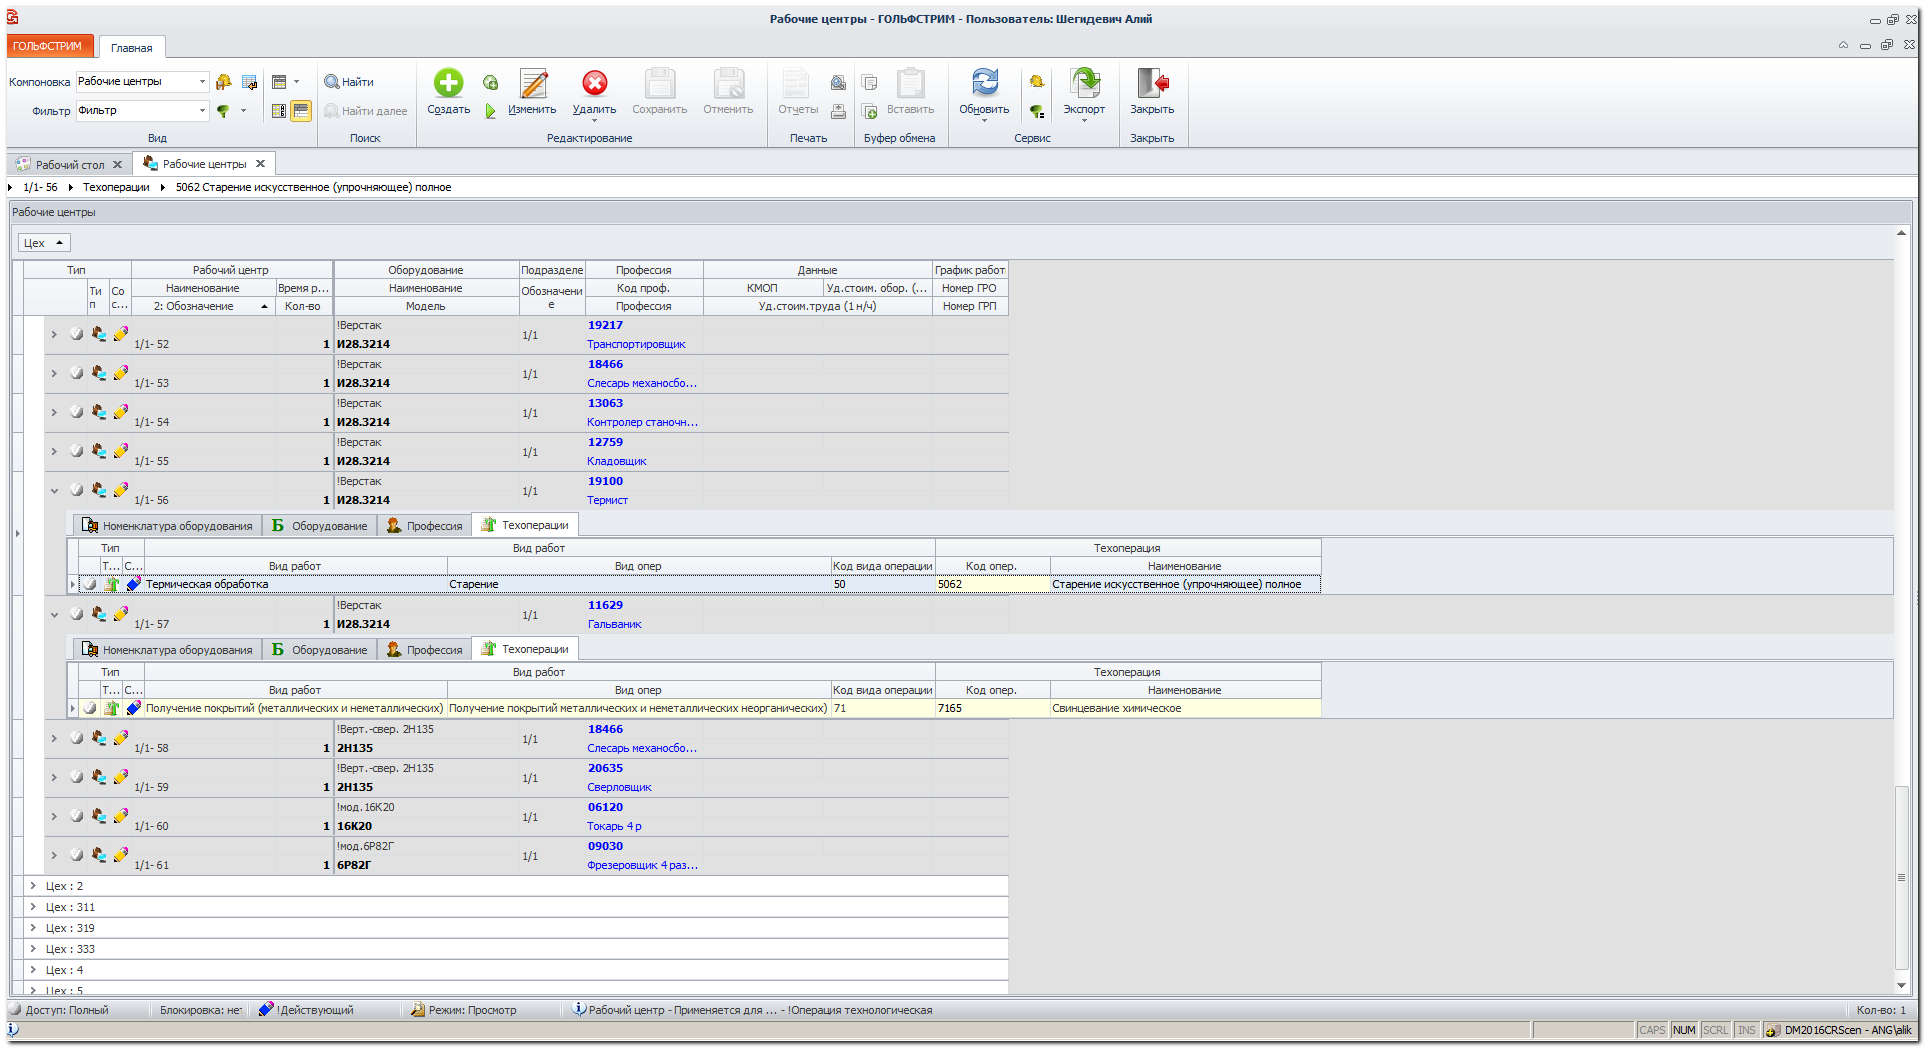 Рабочие центры - ГОЛЬФСТРИМ - Пользователь: Шегидевич Алий
ГОЛЬФСТРИМ Главная
Компоновка Рабочие центры Найти
Фильтр Фильтр Найти далее
Создать Изменить Удалить Сохранить Отменить Отчеты Вставить Обновить Экспорт Закрыть
Вид Поиск Редактирование Печать Буфер обмена Сервис Закрыть
Рабочий стол Рабочие центры
1/1- 56 Техоперации 5062 Старение искусственное (упрочняющее) полное
Рабочие центры
Цех
Тип Рабочий центр Оборудование Подразделе Профессия Данные График работ
Ти п Со с... Наименование Время р... Наименование Обозначени е Код проф. КМОП Уд.стоим. обор. (... Номер ГРО
2: Обозначение Кол-во Модель Профессия Уд.стоим.труда (1 н/ч) Номер ГРП
!Верстак 1/1 19217
1/1- 52 1 И28.3214 Транспортировщик
!Верстак 1/1 18466
1/1- 53 1 И28.3214 Слесарь механосбо...
!Верстак 1/1 13063
1/1- 54 1 И28.3214 Контролер станочн...
!Верстак 1/1 12759
1/1- 55 1 И28.3214 Кладовщик
!Верстак 1/1 19100
1/1- 56 1 И28.3214 Термист
Номенклатура оборудования Б Оборудование Профессия Техоперации
Тип Вид работ Техоперация
Т... С... Вид работ Вид опер Код вида операции Код опер. Наименование
Термическая обработка Старение 50 5062 Старение искусственное (упрочняющее) полное
!Верстак 1/1 11629
1/1- 57 1 И28.3214 Гальваник
Номенклатура оборудования Б Оборудование Профессия Техоперации
Тип Вид работ Техоперация
Т... С... Вид работ Вид опер Код вида операции Код опер. Наименование
Получение покрытий (металлических и неметаллических) Получение покрытий металлических и неметаллических неорганических) 71 7165 Свинцевание химическое
!Верт.-свер. 2Н135 1/1 18466
1/1- 58 1 2Н135 Слесарь механосбо...
!Верт.-свер. 2Н135 1/1 20635
1/1- 59 1 2Н135 Сверловщик
!мод.16К20 1/1 06120
1/1- 60 1 16К20 Токарь 4 р
!мод.6Р82Г 1/1 09030
1/1- 61 1 6Р82Г Фрезеровщик 4 раз...
Цех : 2
Цех : 311
Цех : 319
Цех : 333
Цех : 4
Цех : 5
Доступ: Полный Блокировка: нет !Действующий Режим: Просмотр Рабочий центр - Применяется для ... - !Операция технологическая Кол-во: 1
CAPS NUM SCRL INS DM2016CRScen - ANG\alik